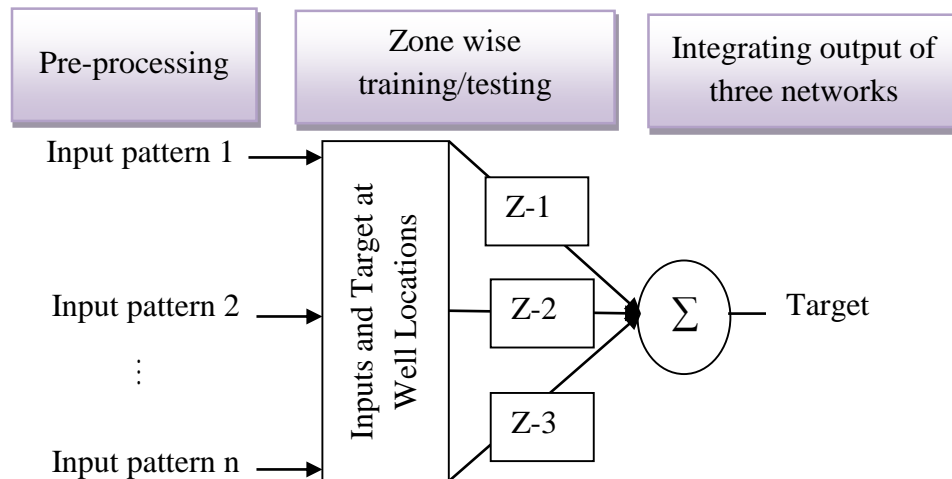 Pre-processing
Zone wise
training/testing
Integrating output of
three networks
Input pattern 1
Input pattern 2
⋮
Input pattern n
Inputs and Target at
Well Locations
Z-1
Z-2
Z-3
Σ
Target